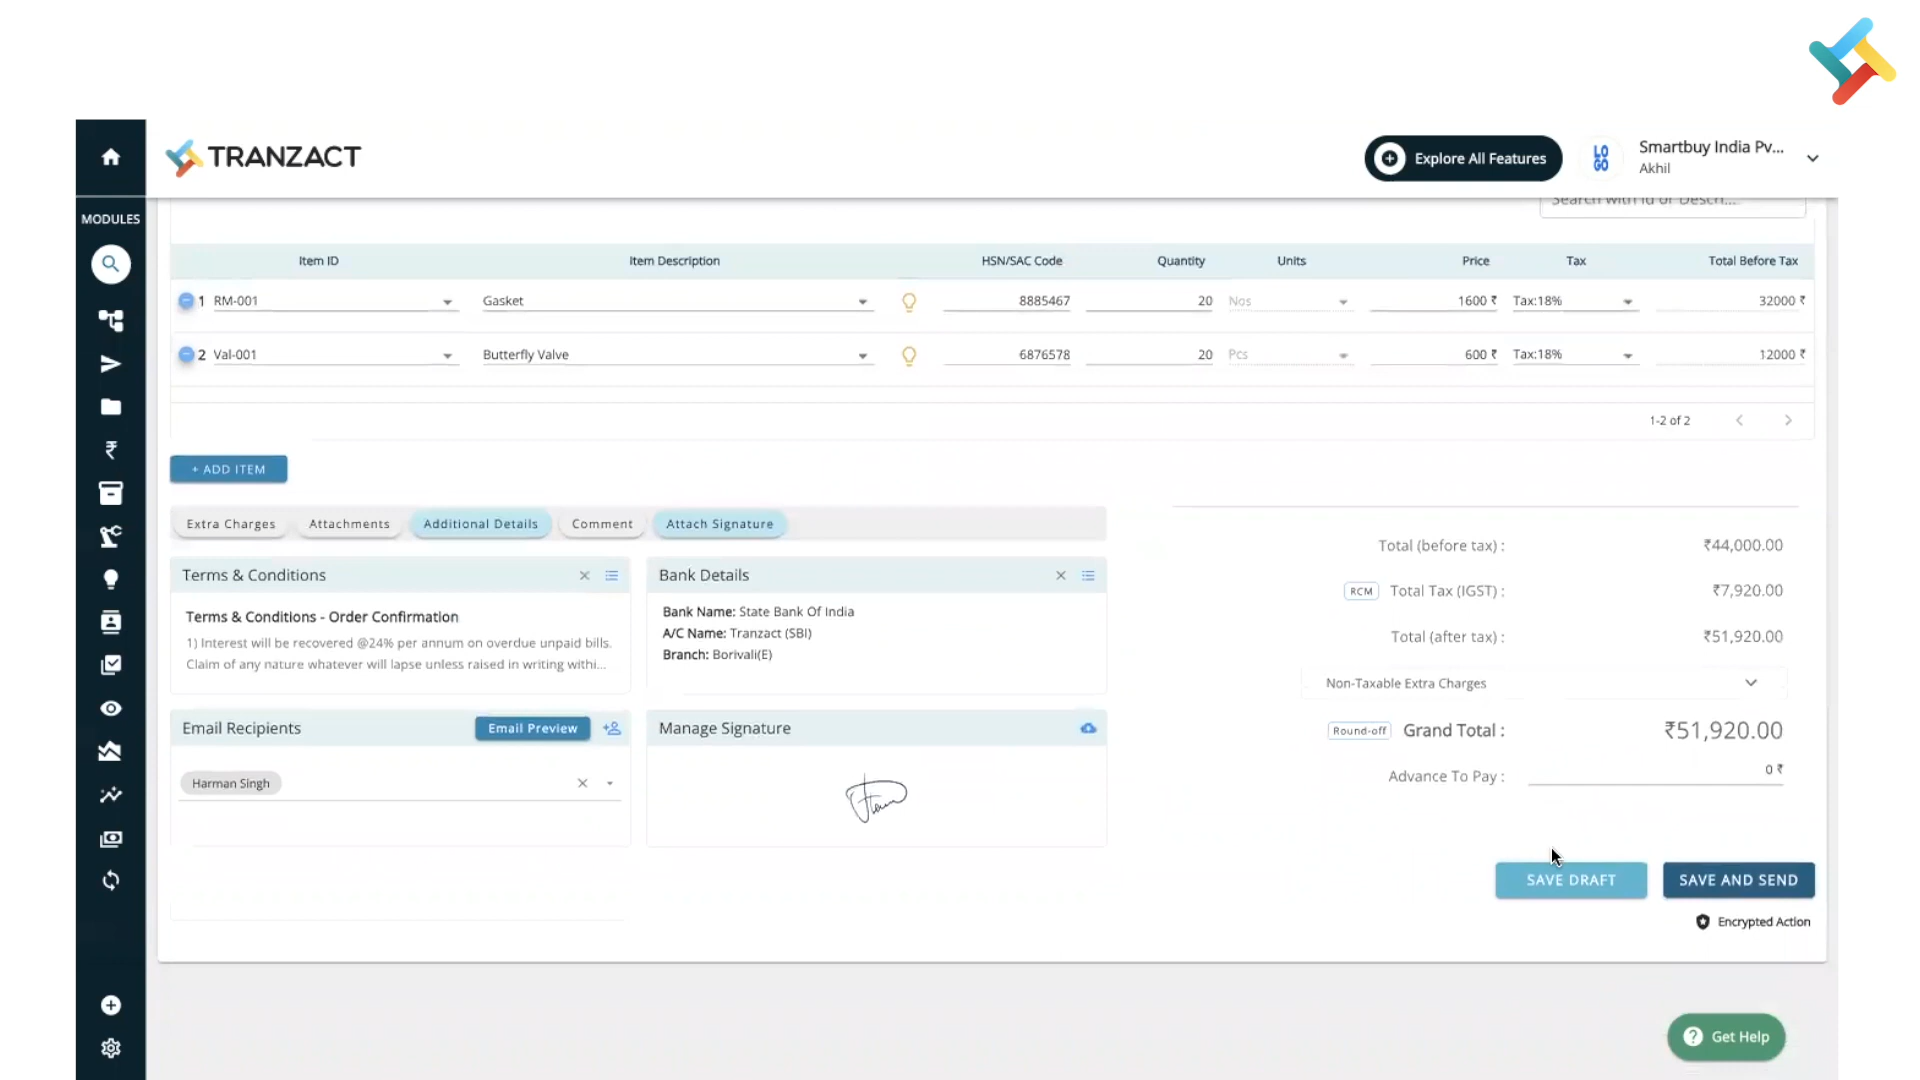 TRANZACT
Explore All Features
LO
GO
Smartbuy India Pv...
Akhil
MODULES
Search with Id or Descri...
Item ID Item Description HSN/SAC Code Quantity Units Price Tax Total Before Tax
1 RM-001 Gasket 8885467 20 Nos 1600 ₹ Tax:18% 32000 ₹
2 Val-001 Butterfly Valve 6876578 20 Pcs 600 ₹ Tax:18% 12000 ₹
1-2 of 2
+ ADD ITEM
Extra Charges Attachments Additional Details Comment Attach Signature
Terms & Conditions
Terms & Conditions - Order Confirmation
1) Interest will be recovered @24% per annum on overdue unpaid bills.
Claim of any nature whatever will lapse unless raised in writing withi...
Bank Details
Bank Name: State Bank Of India
A/C Name: Tranzact (SBI)
Branch: Borivali(E)
Email Recipients Email Preview
Harman Singh
Manage Signature
Total (before tax) : ₹44,000.00
RCM Total Tax (IGST) : ₹7,920.00
Total (after tax) : ₹51,920.00
Non-Taxable Extra Charges
Round-off Grand Total : ₹51,920.00
Advance To Pay : 0 ₹
SAVE DRAFT SAVE AND SEND
Encrypted Action
Get Help